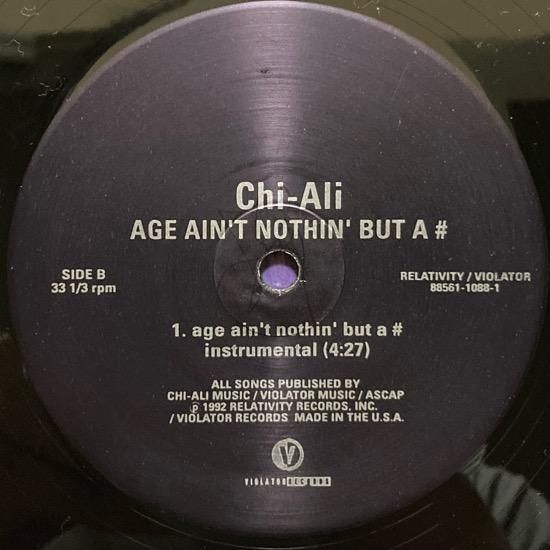 Chi-Ali
AGE AIN'T NOTHIN' BUT A #
SIDE B
33 1/3 rpm
RELATIVITY / VIOLATOR
88561-1088-1
1. age ain't nothin' but a #
instrumental (4:27)
ALL SONGS PUBLISHED BY
CHI-ALI MUSIC / VIOLATOR MUSIC / ASCAP
℗ 1992 RELATIVITY RECORDS, INC.
/ VIOLATOR RECORDS MADE IN THE U.S.A.
V
VIOLATOR RECORDS